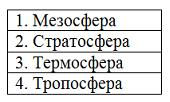 1. Мезосфера
2. Стратосфера
3. Термосфера
4. Тропосфера